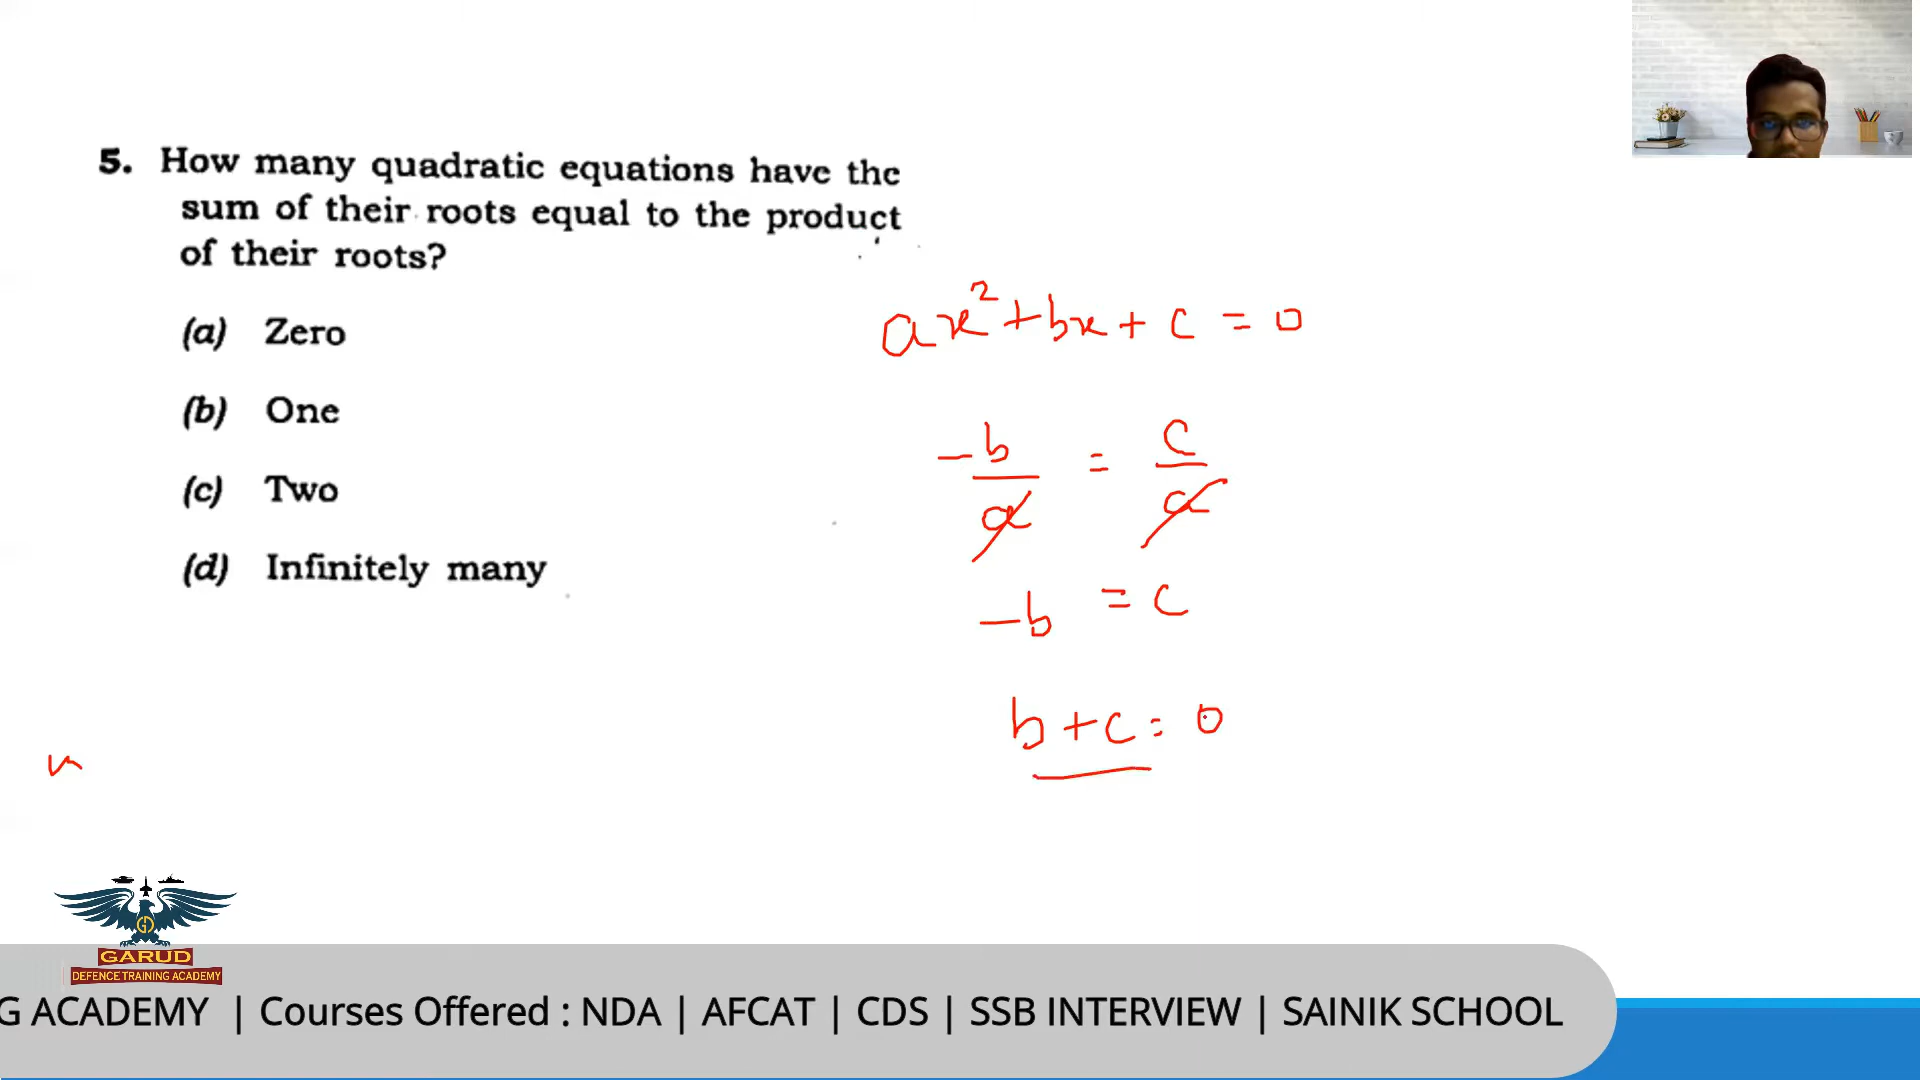 5. How many quadratic equations have the
sum of their roots equal to the product
of their roots?
(a) Zero
(b) One
(c) Two
(d) Infinitely many
ax² + bx + c = 0
-b/a = c/a
-b = c
b + c = 0
GARUD
DEFENCE TRAINING ACADEMY
G ACADEMY | Courses Offered : NDA | AFCAT | CDS | SSB INTERVIEW | SAINIK SCHOOL